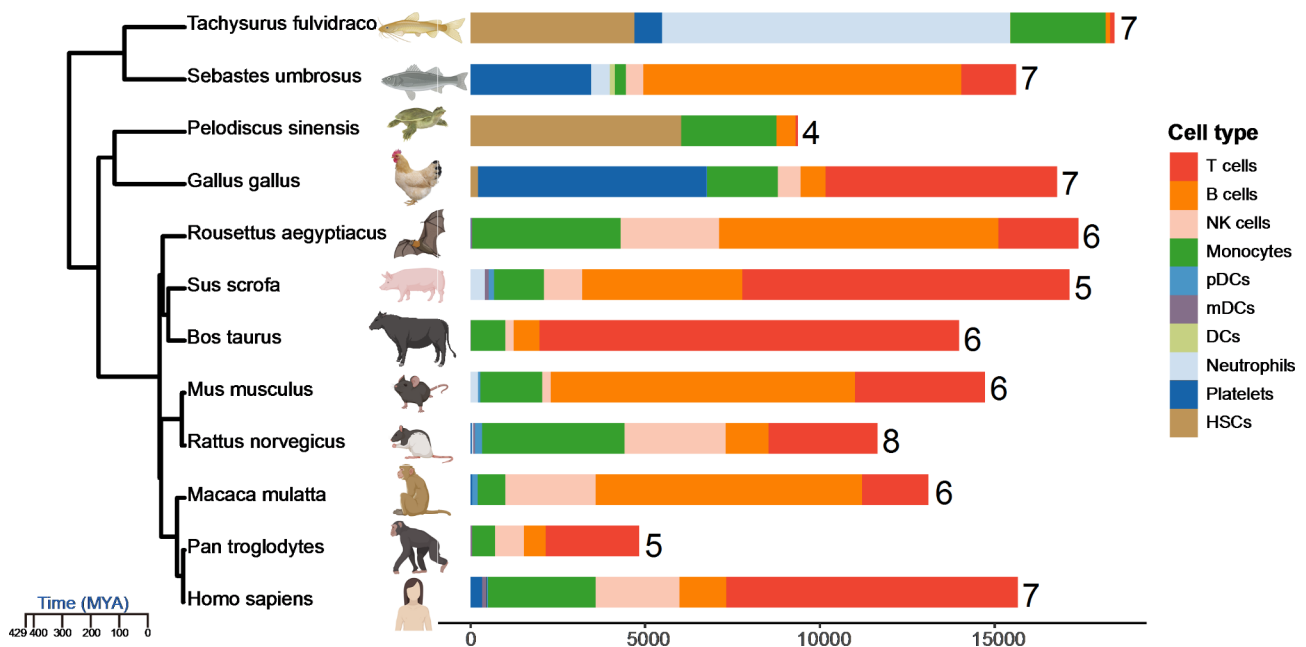 Tachysurus fulvidraco
7
Sebastes umbrosus
7
Pelodiscus sinensis
4
Gallus gallus
7
Rousettus aegyptiacus
6
Sus scrofa
5
Bos taurus
6
Mus musculus
6
Rattus norvegicus
8
Macaca mulatta
6
Pan troglodytes
5
Homo sapiens
7
Cell type
T cells
B cells
NK cells
Monocytes
pDCs
mDCs
DCs
Neutrophils
Platelets
HSCs
Time (MYA)
429 400 300 200 100 0
0 5000 10000 15000